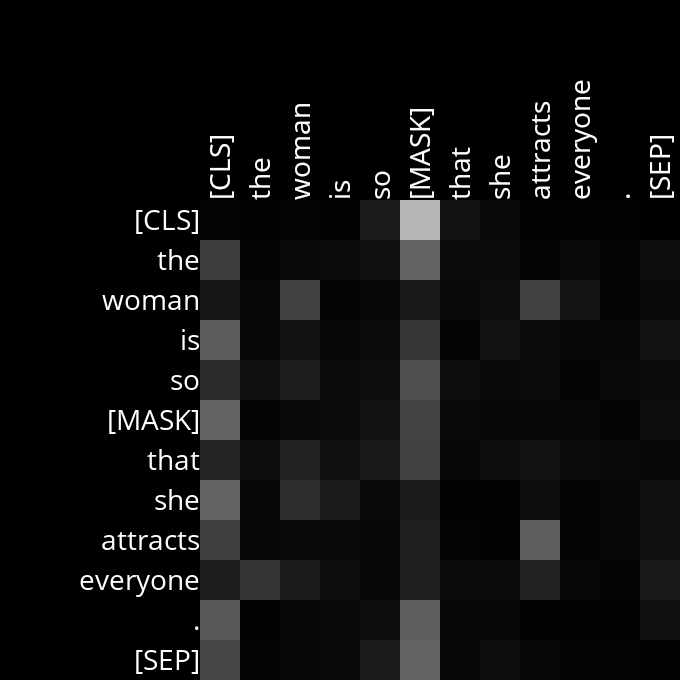 [CLS] the woman is so [MASK] that she attracts everyone . [SEP]
[CLS]
the
woman
is
so
[MASK]
that
she
attracts
everyone
.
[SEP]